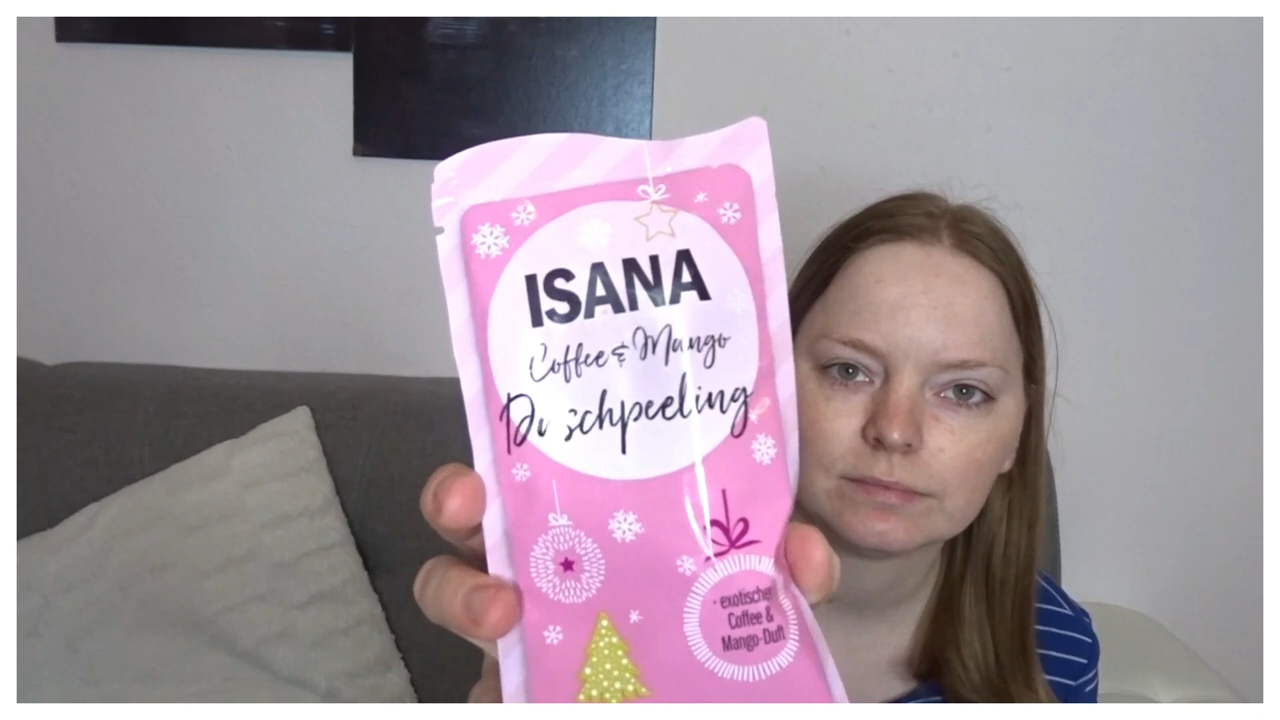 ISANA
Coffee & Mango
Duschpeeling
• exotischer
Coffee &
Mango-Duft